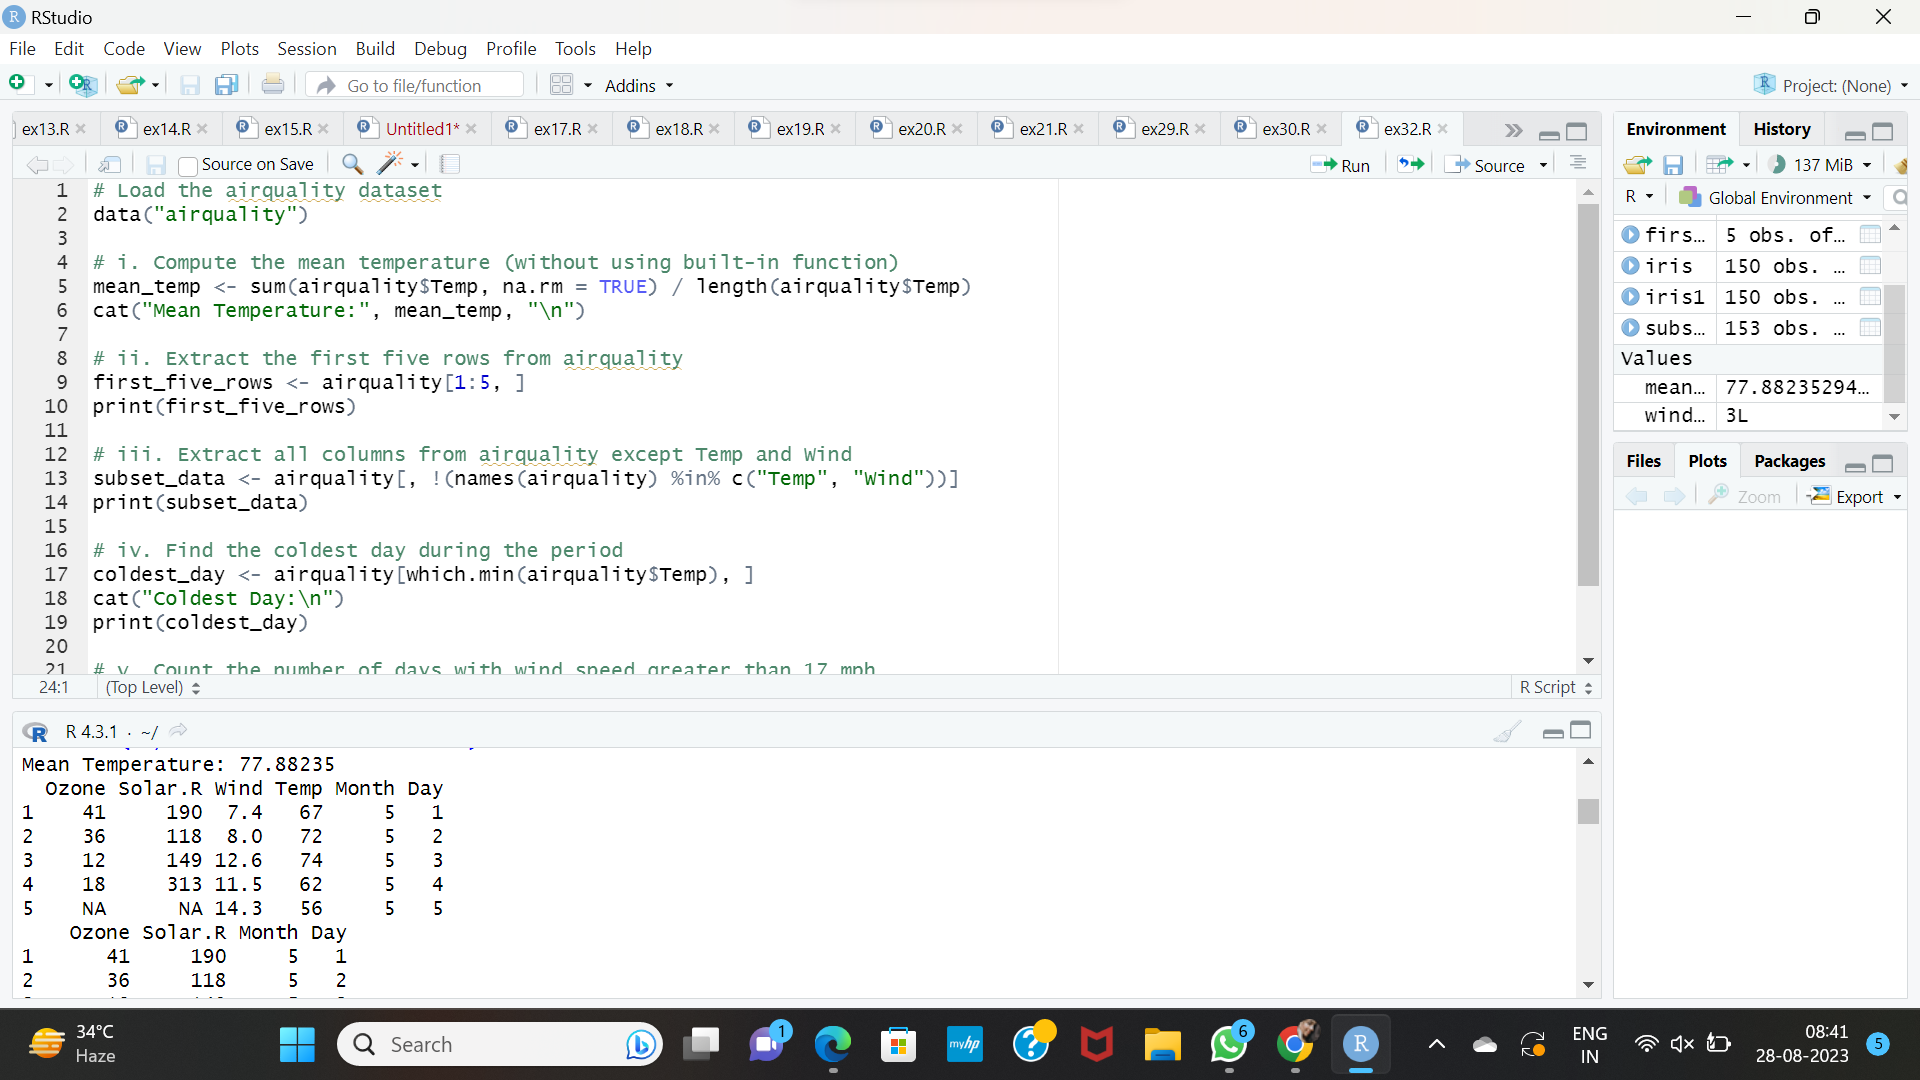 RStudio
File Edit Code View Plots Session Build Debug Profile Tools Help
Go to file/function Addins Project: (None)
ex13.R ex14.R ex15.R Untitled1* ex17.R ex18.R ex19.R ex20.R ex21.R ex29.R ex30.R ex32.R
Source on Save Run Source
1 # Load the airquality dataset
2 data("airquality")
3
4 # i. Compute the mean temperature (without using built-in function)
5 mean_temp <- sum(airquality$Temp, na.rm = TRUE) / length(airquality$Temp)
6 cat("Mean Temperature:", mean_temp, "\n")
7
8 # ii. Extract the first five rows from airquality
9 first_five_rows <- airquality[1:5, ]
10 print(first_five_rows)
11
12 # iii. Extract all columns from airquality except Temp and Wind
13 subset_data <- airquality[, !(names(airquality) %in% c("Temp", "Wind"))]
14 print(subset_data)
15
16 # iv. Find the coldest day during the period
17 coldest_day <- airquality[which.min(airquality$Temp), ]
18 cat("Coldest Day:\n")
19 print(coldest_day)
20
21 # v. Count the number of days with wind speed greater than 17 mph
24:1 (Top Level) R Script
R 4.3.1 · ~/
Mean Temperature: 77.88235
Ozone Solar.R Wind Temp Month Day
1 41 190 7.4 67 5 1
2 36 118 8.0 72 5 2
3 12 149 12.6 74 5 3
4 18 313 11.5 62 5 4
5 NA NA 14.3 56 5 5
Ozone Solar.R Month Day
1 41 190 5 1
2 36 118 5 2
Environment History
137 MiB
R Global Environment
firs... 5 obs. of...
iris 150 obs. ...
iris1 150 obs. ...
subs... 153 obs. ...
Values
mean... 77.88235294...
wind... 3L
Files Plots Packages
Zoom Export
34°C
Haze
Search
1
myhp
6
ENG
IN
08:41
28-08-2023
5